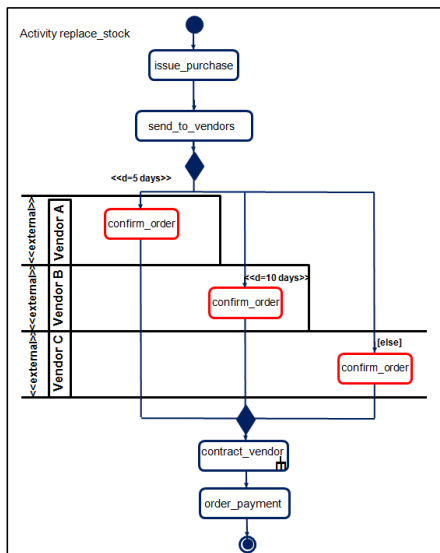 Activity replace_stock
issue_purchase
send_to_vendors
<<d=5 days>>
<<external>>
Vendor A
confirm_order
<<external>>
Vendor B
<<d=10 days>>
confirm_order
<<external>>
Vendor C
[else]
confirm_order
contract_vendor
order_payment